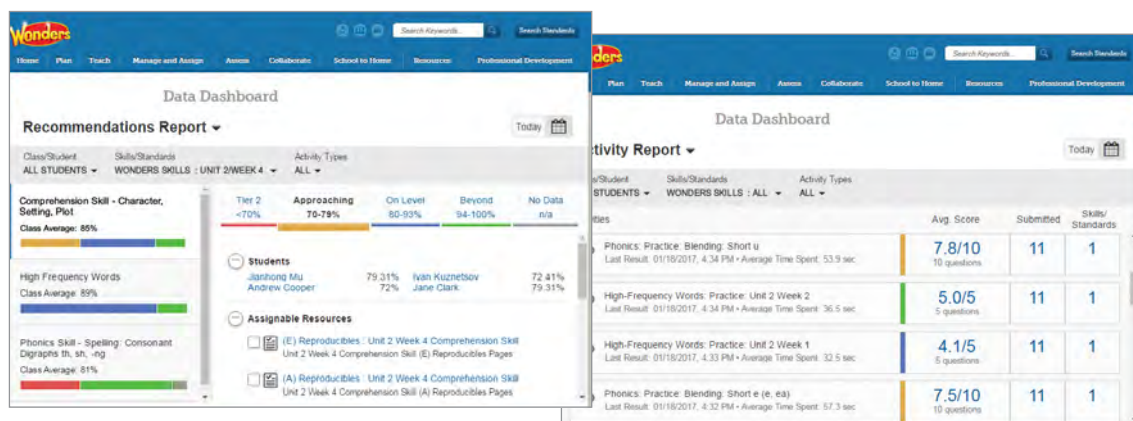 Wonders
Search Keywords...
Search Standards
Home Plan Teach Manage and Assign Assess Collaborate School to Home Resources Professional Development
Data Dashboard
Recommendations Report
Today
Class/Student Skills/Standards Activity Types
ALL STUDENTS WONDERS SKILLS : UNIT 2/WEEK 4 ALL
Comprehension Skill - Character,
Setting, Plot
Class Average: 85%
High Frequency Words
Class Average: 89%
Phonics Skill - Spelling: Consonant
Digraphs th, sh, -ng
Class Average: 81%
Tier 2 Approaching On Level Beyond No Data
<70% 70-79% 80-93% 94-100% n/a
Students
Jianhong Mu 79.31% Ivan Kuznetsov 72.41%
Andrew Cooper 72% Jane Clark 79.31%
Assignable Resources
(E) Reproducibles : Unit 2 Week 4 Comprehension Skill
Unit 2 Week 4 Comprehension Skill (E) Reproducibles Pages
(A) Reproducibles : Unit 2 Week 4 Comprehension Skill
Unit 2 Week 4 Comprehension Skill (A) Reproducibles Pages
ders
Search Keywords...
Search Standards
Plan Teach Manage and Assign Assess Collaborate School to Home Resources Professional Development
Data Dashboard
tivity Report
Today
s/Student Skills/Standards Activity Types
STUDENTS WONDERS SKILLS : ALL ALL
ties Avg. Score Submitted Skills/
Standards
Phonics: Practice: Blending: Short u 7.8/10 11 1
Last Result: 01/18/2017, 4:34 PM • Average Time Spent: 53.9 sec 10 questions
High-Frequency Words: Practice: Unit 2 Week 2 5.0/5 11 1
Last Result: 01/18/2017, 4:34 PM • Average Time Spent: 36.5 sec 5 questions
High-Frequency Words: Practice: Unit 2 Week 1 4.1/5 11 1
Last Result: 01/18/2017, 4:33 PM • Average Time Spent: 32.5 sec 5 questions
Phonics: Practice: Blending: Short e (e, ea) 7.5/10 11 1
Last Result: 01/18/2017, 4:32 PM • Average Time Spent: 57.3 sec 10 questions